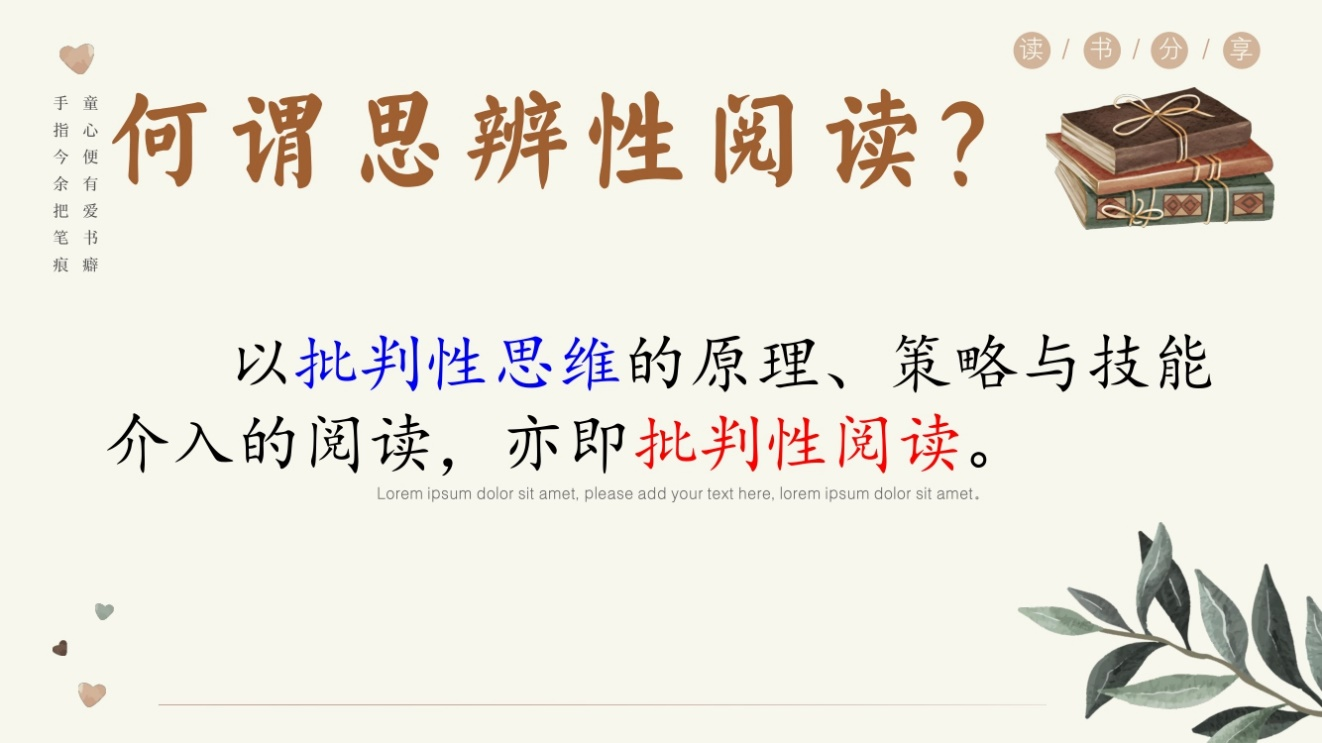 读/书/分/享
童心便有爱书癖
手指今余把笔痕
何谓思辨性阅读?
以批判性思维的原理、策略与技能
介入的阅读，亦即批判性阅读。
Lorem ipsum dolor sit amet, please add your text here, lorem ipsum dolor sit amet.